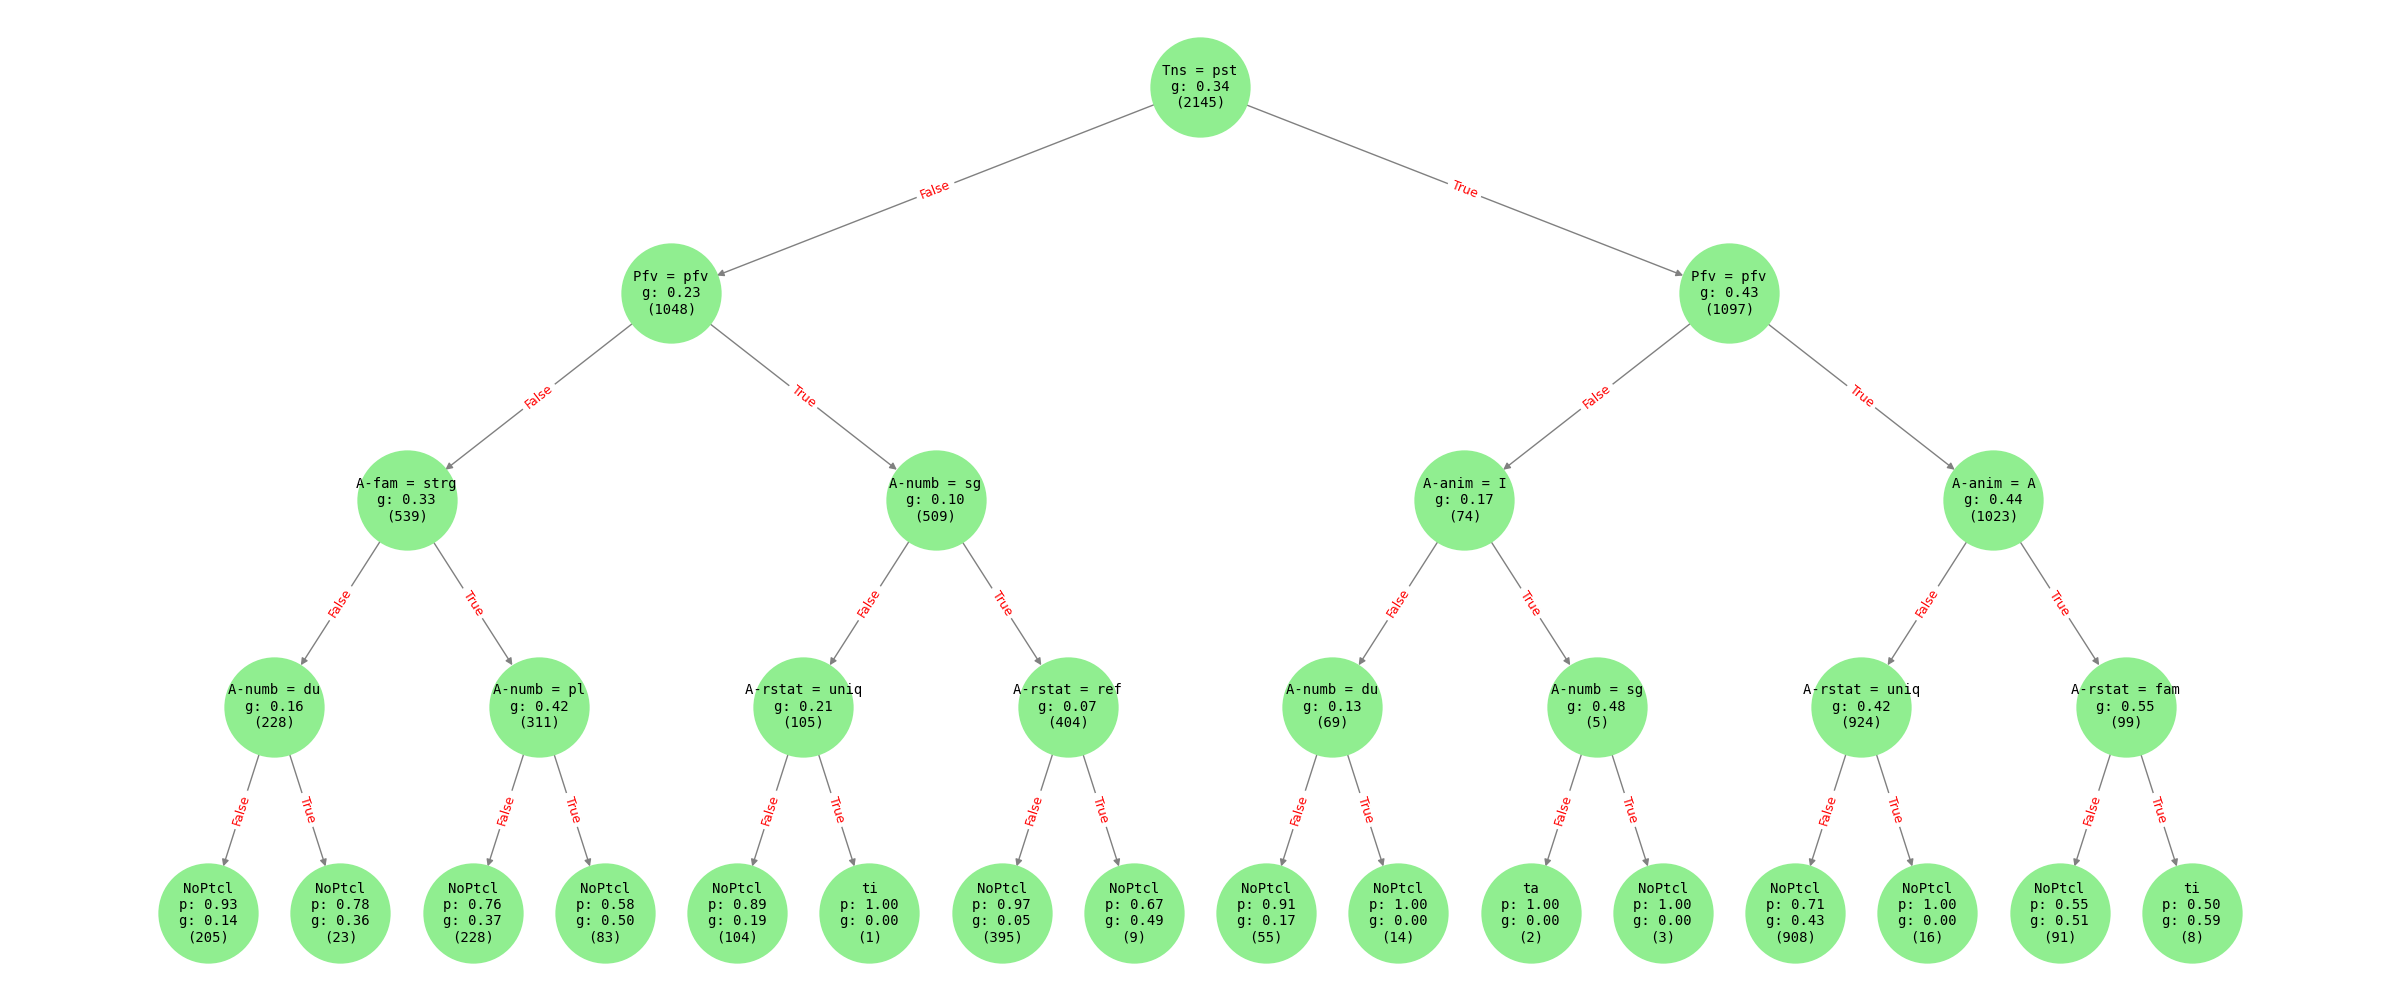 Tns = pst
g: 0.34
(2145)
False
True
Pfv = pfv
g: 0.23
(1048)
Pfv = pfv
g: 0.43
(1097)
False
True
False
True
A-fam = strg
g: 0.33
(539)
A-numb = sg
g: 0.10
(509)
A-anim = I
g: 0.17
(74)
A-anim = A
g: 0.44
(1023)
False
True
False
True
False
True
False
True
A-numb = du
g: 0.16
(228)
A-numb = pl
g: 0.42
(311)
A-rstat = uniq
g: 0.21
(105)
A-rstat = ref
g: 0.07
(404)
A-numb = du
g: 0.13
(69)
A-numb = sg
g: 0.48
(5)
A-rstat = uniq
g: 0.42
(924)
A-rstat = fam
g: 0.55
(99)
False
True
False
True
False
True
False
True
False
True
False
True
False
True
False
True
NoPtcl
p: 0.93
g: 0.14
(205)
NoPtcl
p: 0.78
g: 0.36
(23)
NoPtcl
p: 0.76
g: 0.37
(228)
NoPtcl
p: 0.58
g: 0.50
(83)
NoPtcl
p: 0.89
g: 0.19
(104)
ti
p: 1.00
g: 0.00
(1)
NoPtcl
p: 0.97
g: 0.05
(395)
NoPtcl
p: 0.67
g: 0.49
(9)
NoPtcl
p: 0.91
g: 0.17
(55)
NoPtcl
p: 1.00
g: 0.00
(14)
ta
p: 1.00
g: 0.00
(2)
NoPtcl
p: 1.00
g: 0.00
(3)
NoPtcl
p: 0.71
g: 0.43
(908)
NoPtcl
p: 1.00
g: 0.00
(16)
NoPtcl
p: 0.55
g: 0.51
(91)
ti
p: 0.50
g: 0.59
(8)